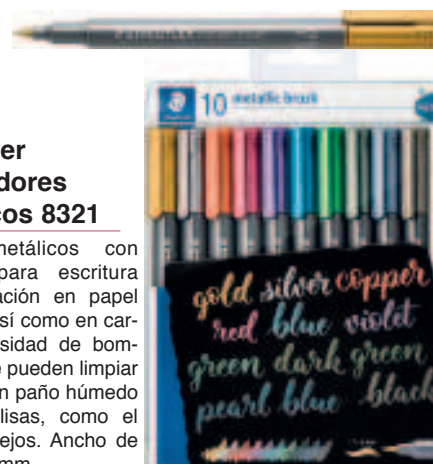 er
dores
cos 8321
metálicos con
para escritura
ación en papel
sí como en car-
sidad de bom-
e pueden limpiar
n paño húmedo
lisas, como el
ejos. Ancho de
mm
10 metallic brush
gold silver copper
red blue violet
green dark green
pearl blue black